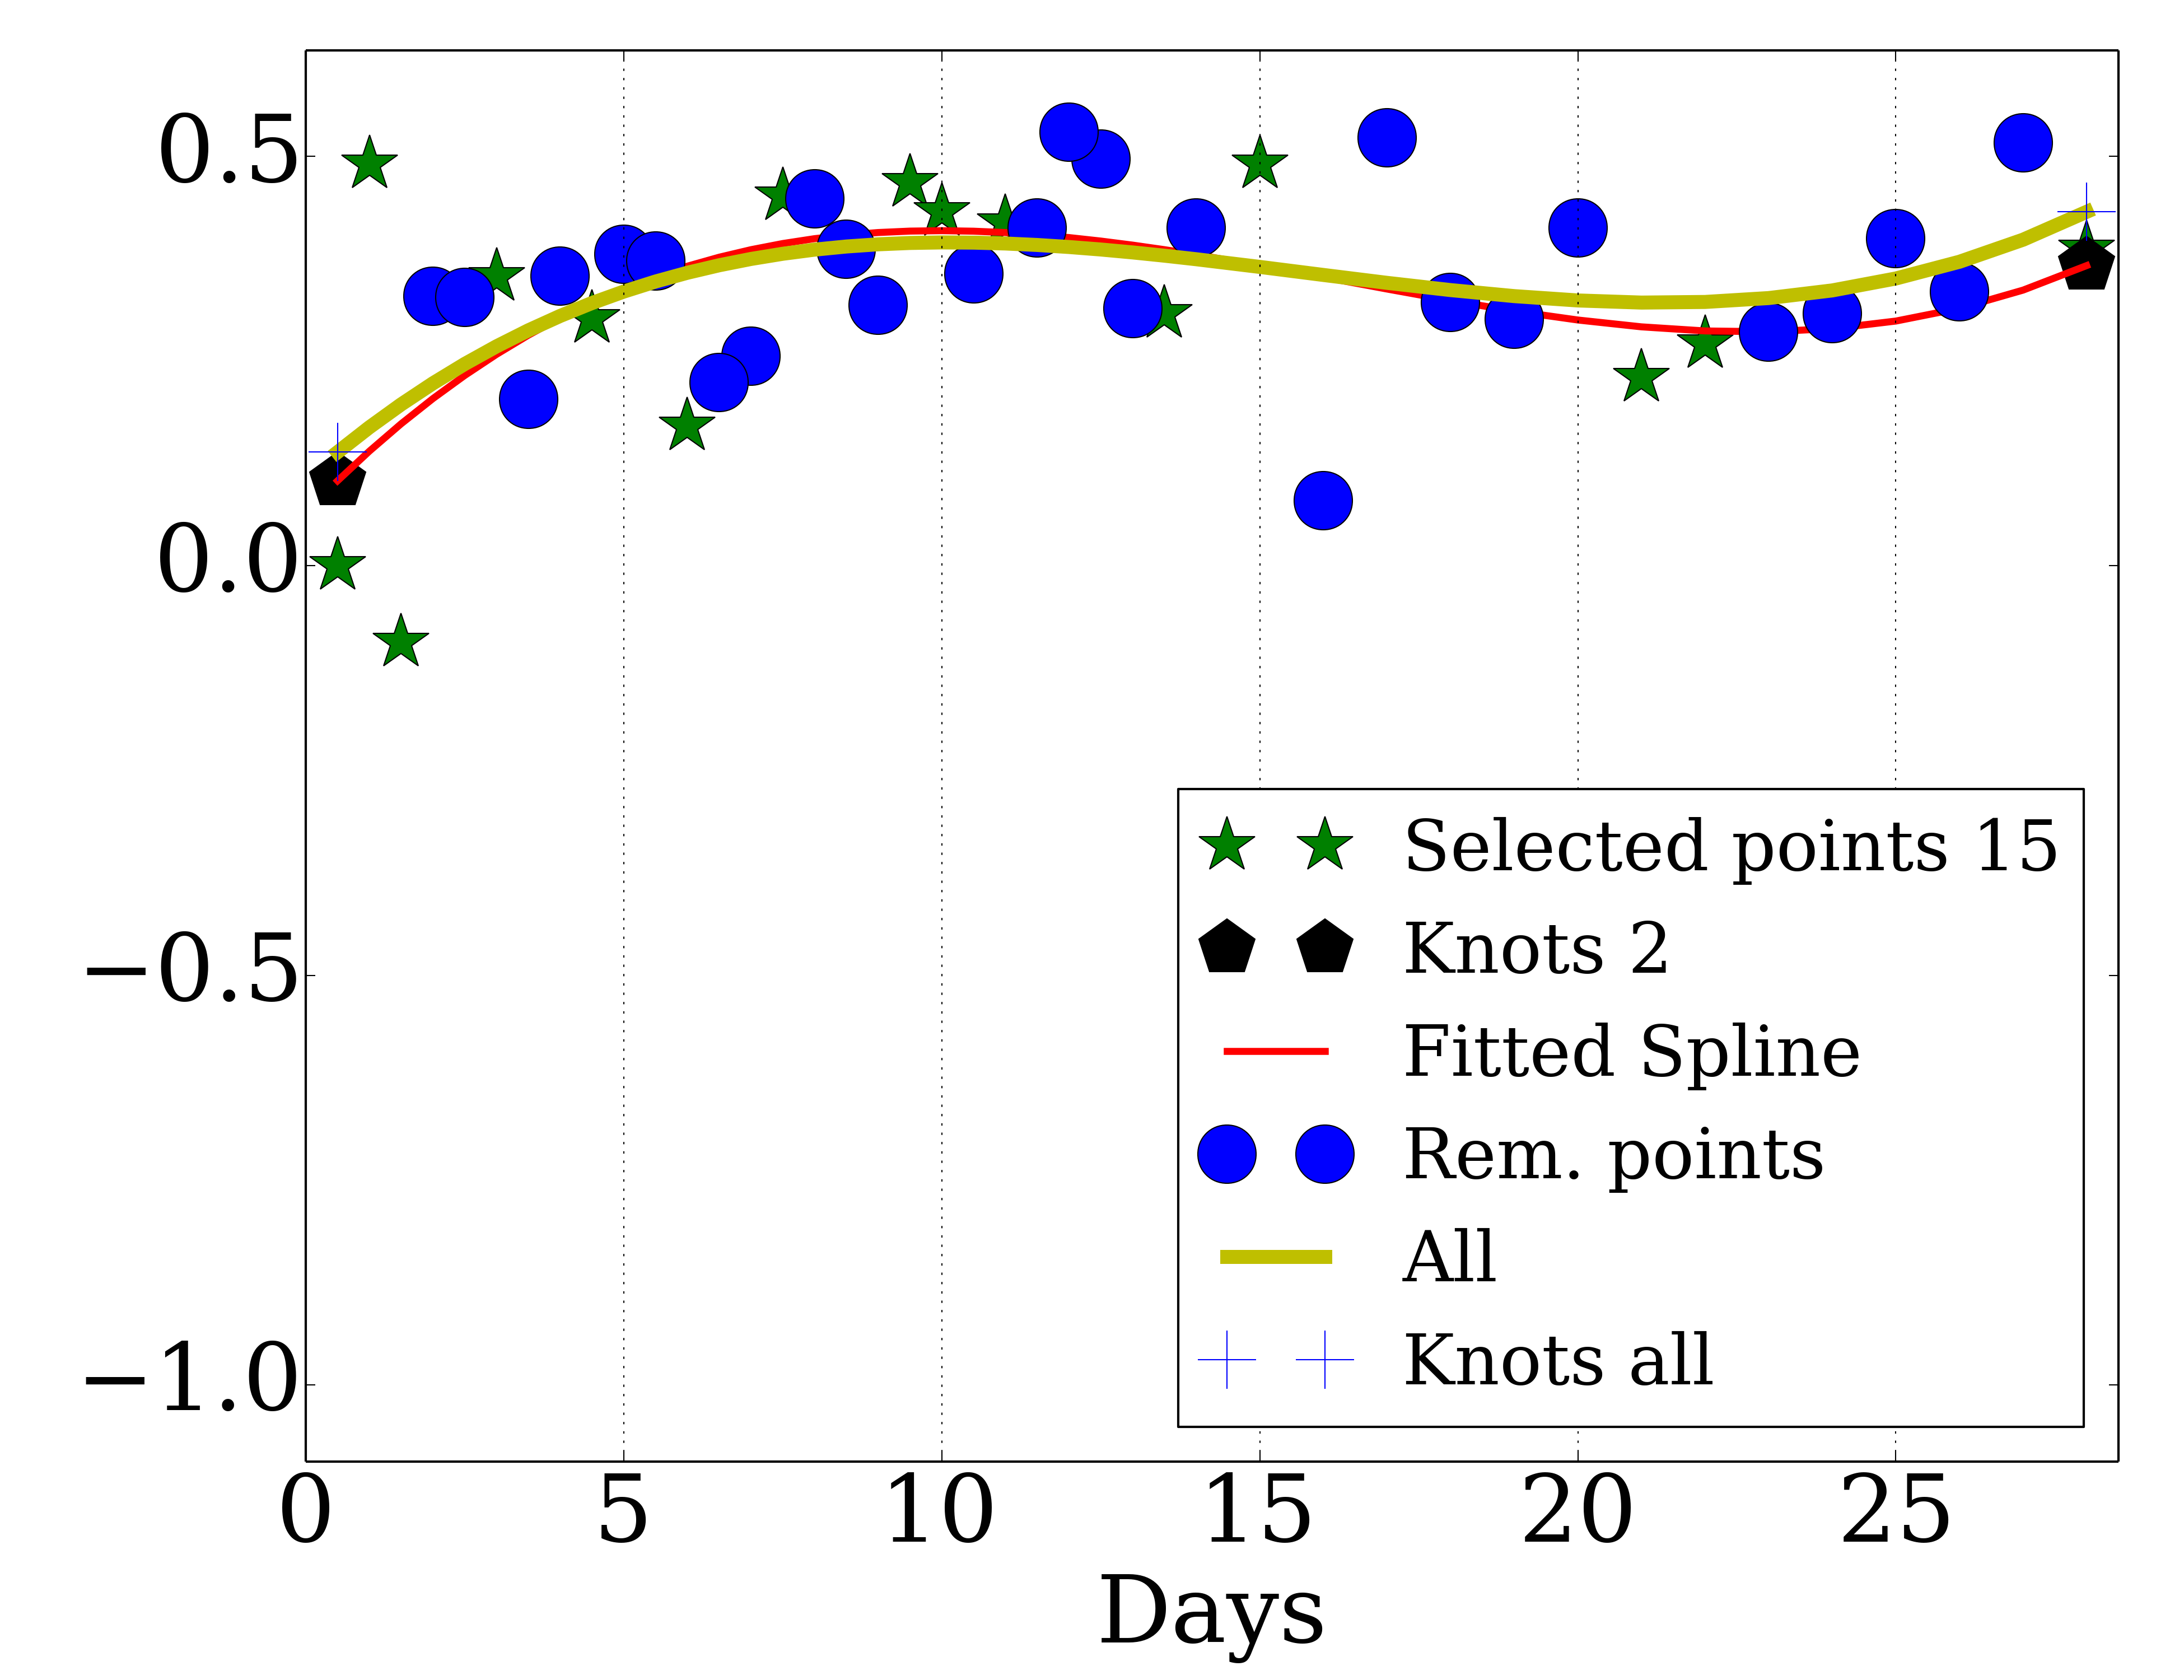 0.5
0.0
−0.5
−1.0
0 5 10 15 20 25
Days
Selected points 15
Knots 2
Fitted Spline
Rem. points
All
Knots all